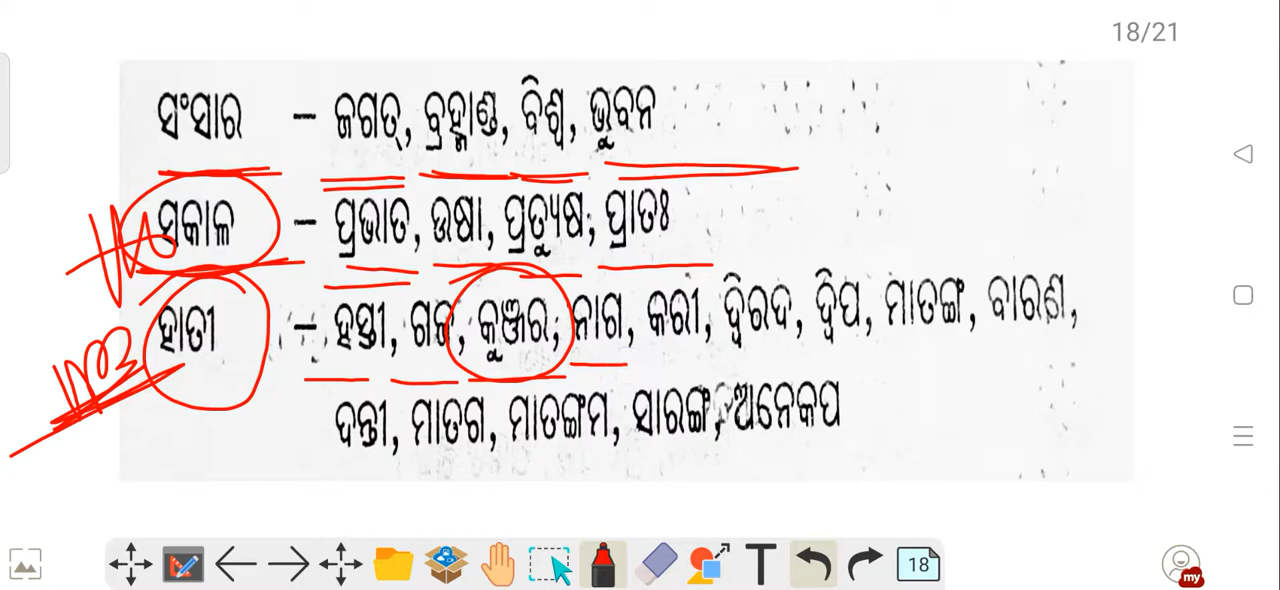 18/21
ସଂସାର – ଜଗତ୍, ବ୍ରହ୍ମାଣ୍ଡ, ବିଶ୍ୱ, ଭୁବନ
ସକାଳ – ପ୍ରଭାତ, ଉଷା, ପ୍ରତ୍ୟୁଷ, ପ୍ରାତଃ
ହାତୀ – ହସ୍ତୀ, ଗଜ, କୁଞ୍ଜର, ନାଗ, କରୀ, ଦ୍ୱିରଦ, ଦ୍ୱିପ, ମାତଙ୍ଗ, ବାରଣ,
ଦନ୍ତୀ, ମାତଗ, ମାତଙ୍ଗମ, ସାରଙ୍ଗ, ଅନେକପ
T 18
my